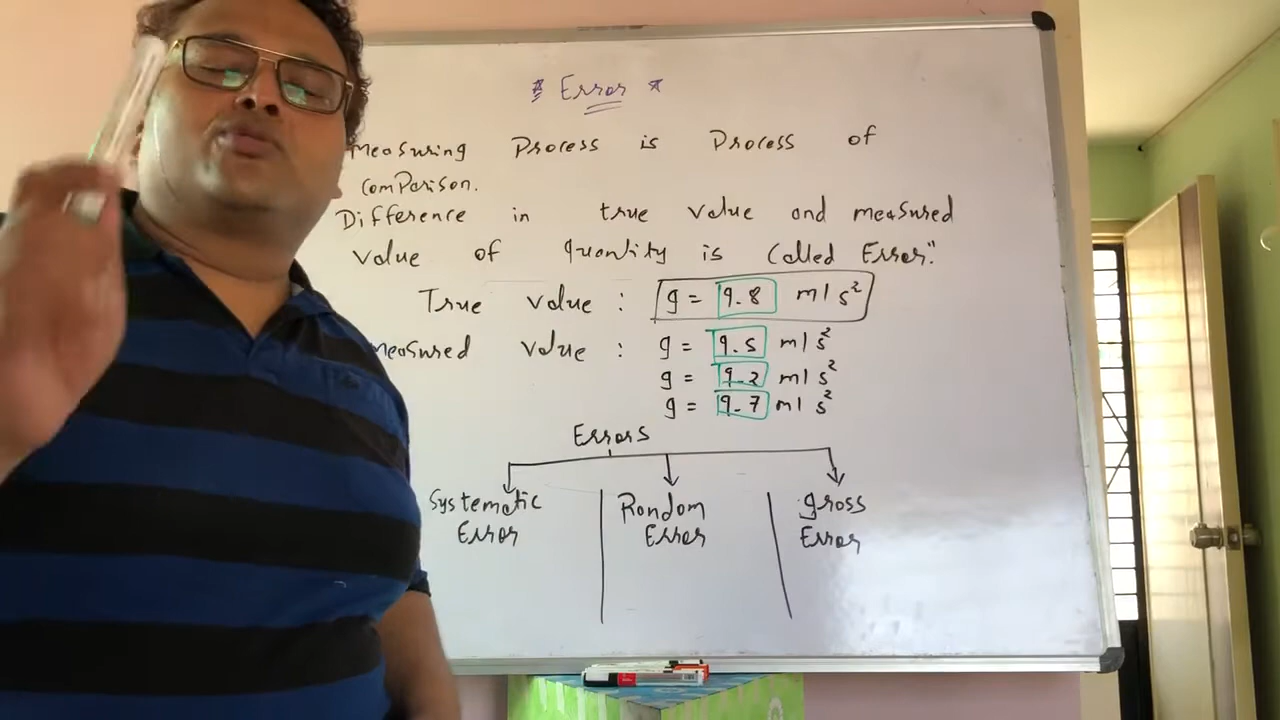 * Error *
Measuring Process is Process of
comParison.
Difference in true value and measured
value of quantity is Called Error."
True value : g = 9.8 m/s²
Measured value : g = 9.5 m/s²
g = 9.2 m/s²
g = 9.7 m/s²
Errors
Systematic Error
Random Error
gross Error